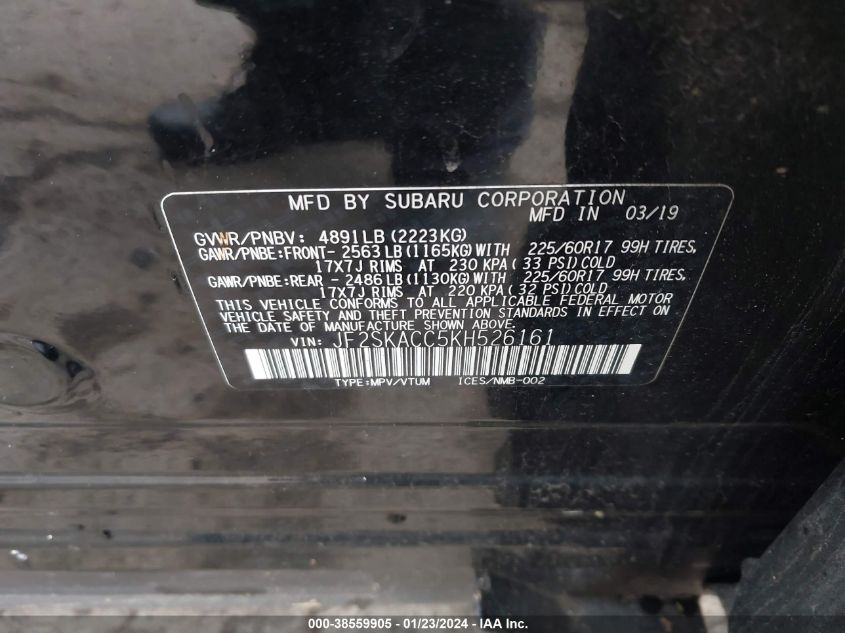 MFD BY SUBARU CORPORATION
MFD IN 03/19
GVWR/PNBV: 4891LB(2223KG)
GAWR/PNBE:FRONT- 2563LB(1165KG)WITH 225/60R17 99H TIRES,
17X7J RIMS AT 230 KPA(33 PSI)COLD
GAWR/PNBE:REAR - 2486LB(1130KG)WITH 225/60R17 99H TIRES,
17X7J RIMS AT 220 KPA(32 PSI)COLD
THIS VEHICLE CONFORMS TO ALL APPLICABLE FEDERAL MOTOR
VEHICLE SAFETY AND THEFT PREVENTION STANDARDS IN EFFECT ON
THE DATE OF MANUFACTURE SHOWN ABOVE.
VIN: JF2SKACC5KH526161
TYPE:MPV/VTUM ICES/NMB-002
000-38559905 - 01/23/2024 - IAA Inc.